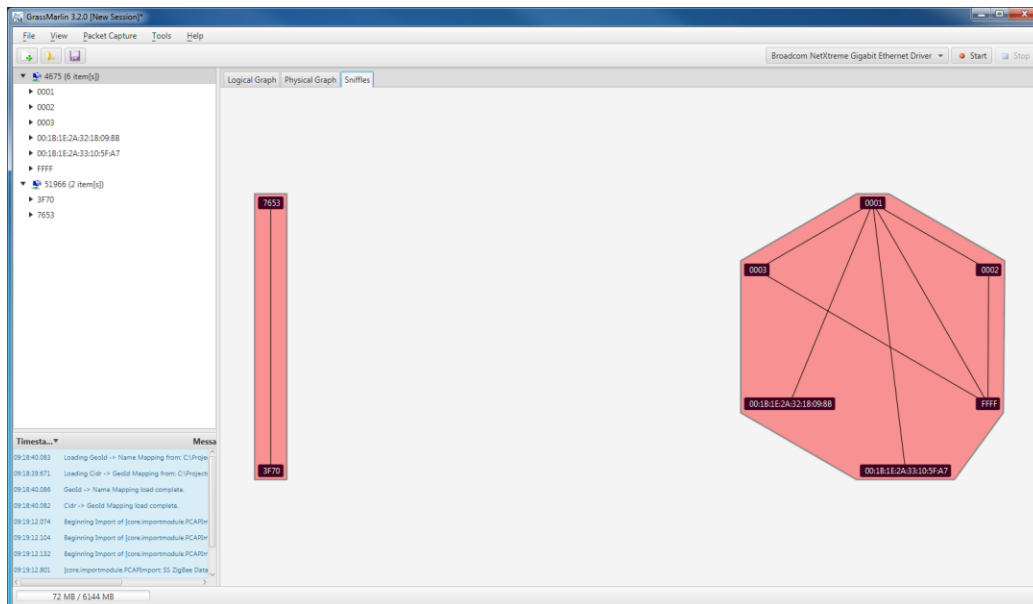 GrassMarlin 3.2.0 [New Session]*
File View Packet Capture Tools Help
Broadcom NetXtreme Gigabit Ethernet Driver Start Stop
4675 (6 item[s])
0001
0002
0003
00:1B:1E:2A:32:18:09:8B
00:1B:1E:2A:33:10:5F:A7
FFFF
51966 (2 item[s])
3F70
7653
Timesta... Messa
09:18:40.083 Loading GeoId -> Name Mapping from: C:\Projec
09:18:39.671 Loading Cidr -> GeoId Mapping from: C:\Projects
09:18:40.086 GeoId -> Name Mapping load complete.
09:18:40.082 Cidr -> GeoId Mapping load complete.
09:19:12.074 Beginning Import of [core.importmodule.PCAPIm
09:19:12.104 Beginning Import of [core.importmodule.PCAPIm
09:19:12.132 Beginning Import of [core.importmodule.PCAPIm
09:19:12.801 [core.importmodule.PCAPImport: SS ZigBee Data
72 MB / 6144 MB
Logical Graph Physical Graph Sniffles
7653
3F70
0001
0003
0002
00:1B:1E:2A:32:18:09:8B
FFFF
00:1B:1E:2A:33:10:5F:A7